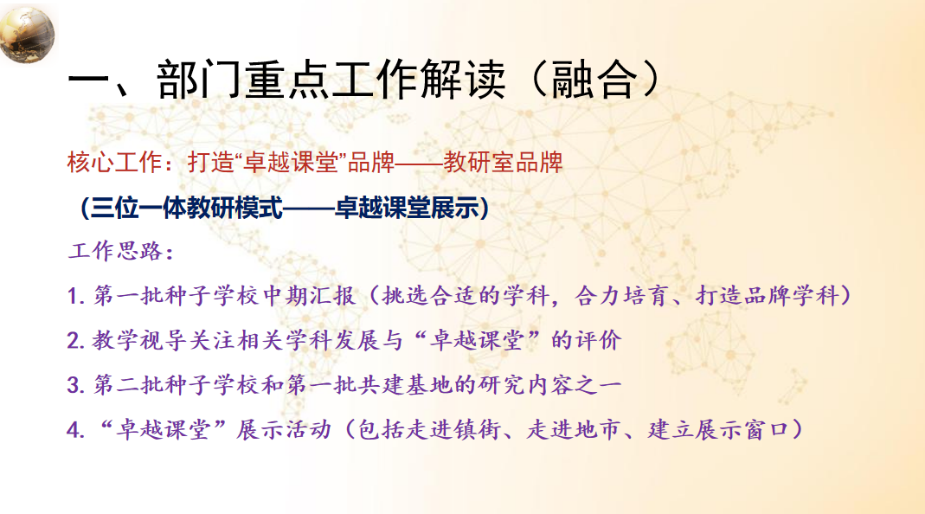 一、部门重点工作解读（融合）
核心工作：打造“卓越课堂”品牌——教研室品牌
（三位一体教研模式——卓越课堂展示）
工作思路：
1. 第一批种子学校中期汇报（挑选合适的学科，合力培育、打造品牌学科）
2. 教学视导关注相关学科发展与“卓越课堂”的评价
3. 第二批种子学校和第一批共建基地的研究内容之一
4. “卓越课堂”展示活动（包括走进镇街、走进地市、建立展示窗口）